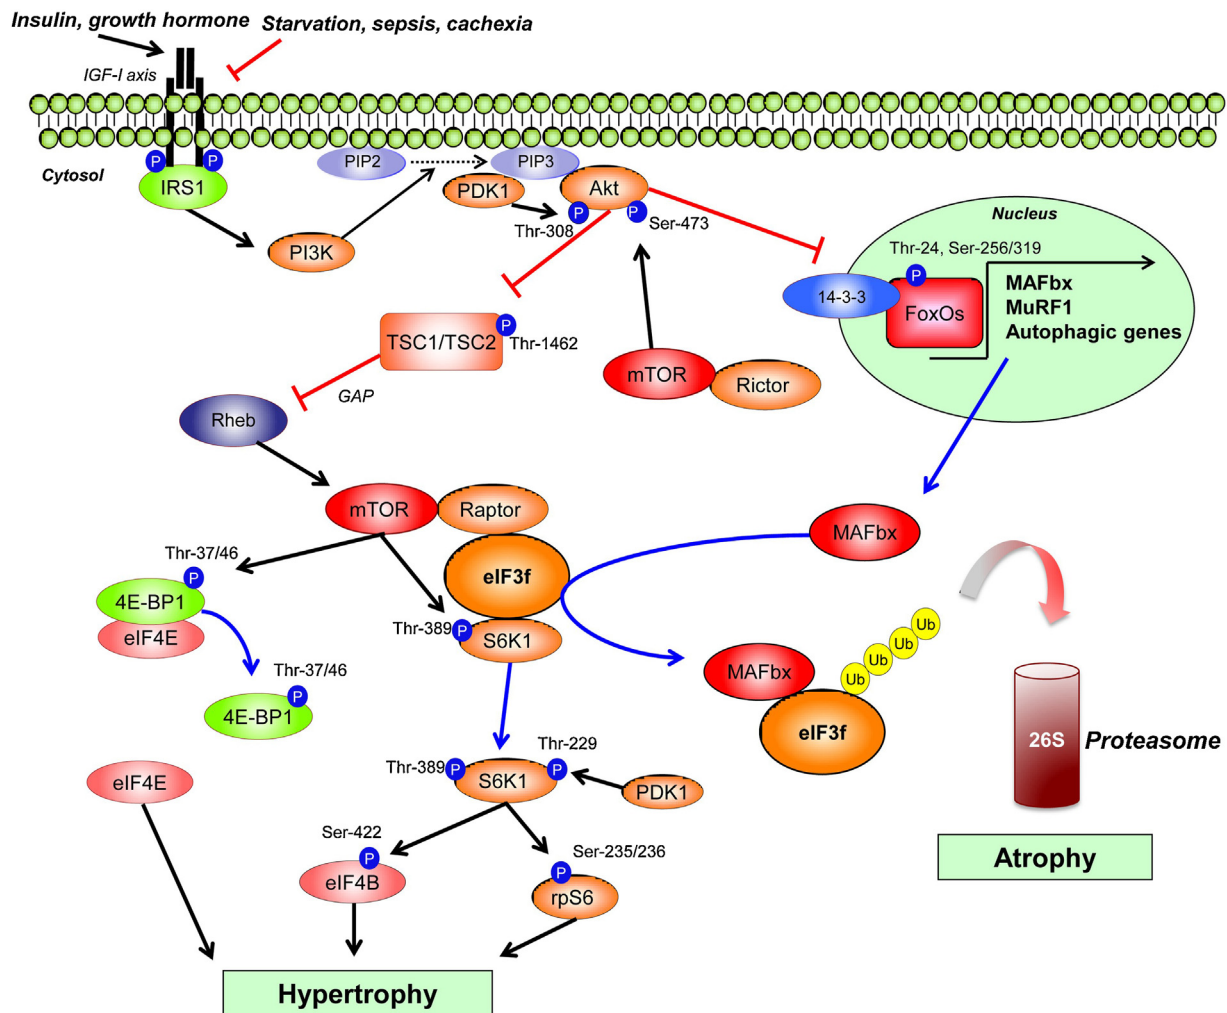 Insulin, growth hormone
Starvation, sepsis, cachexia
IGF-I axis
P
P
IRS1
Cytosol
PIP2
PIP3
PDK1
Akt
P
P
Thr-308
Ser-473
PI3K
Nucleus
Thr-24, Ser-256/319
P
14-3-3
FoxOs
MAFbx
MuRF1
Autophagic genes
TSC1/TSC2
P
Thr-1462
GAP
mTOR
Rictor
Rheb
mTOR
Raptor
MAFbx
Thr-37/46
P
4E-BP1
eIF4E
eIF3f
Thr-389
P
S6K1
Ub
Ub
Ub
Ub
MAFbx
eIF3f
Thr-37/46
P
4E-BP1
26S
Proteasome
Thr-229
Thr-389
P
P
S6K1
PDK1
eIF4E
Ser-422
P
eIF4B
Ser-235/236
P
rpS6
Atrophy
Hypertrophy